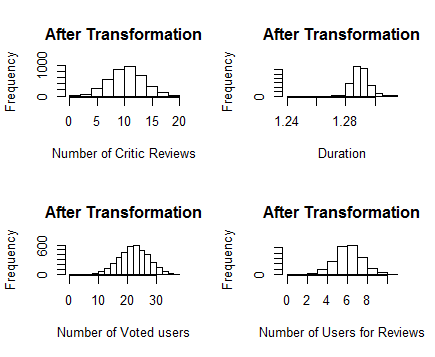 After Transformation
Frequency
0 1000
0 5 10 15 20
Number of Critic Reviews
After Transformation
Frequency
0
1.24 1.28
Duration
After Transformation
Frequency
0 600
0 10 20 30
Number of Voted users
After Transformation
Frequency
0
0 2 4 6 8
Number of Users for Reviews